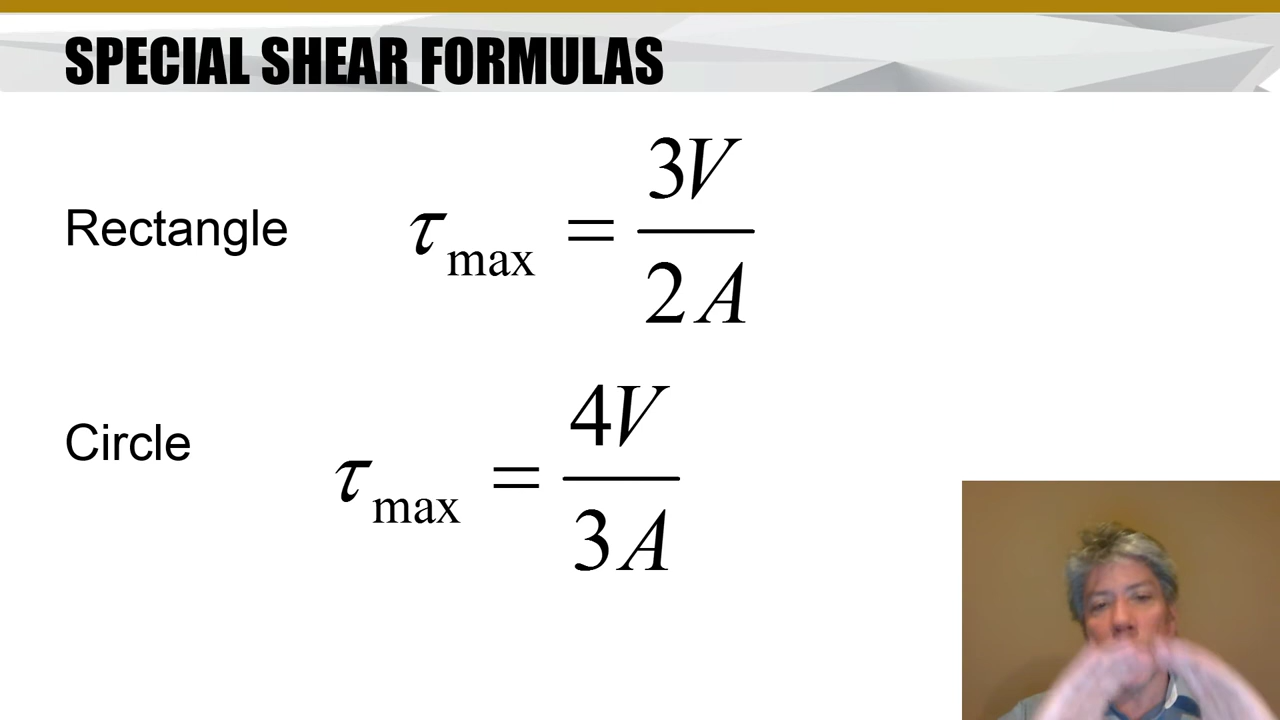 SPECIAL SHEAR FORMULAS
Rectangle τmax = 3V / 2A
Circle τmax = 4V / 3A